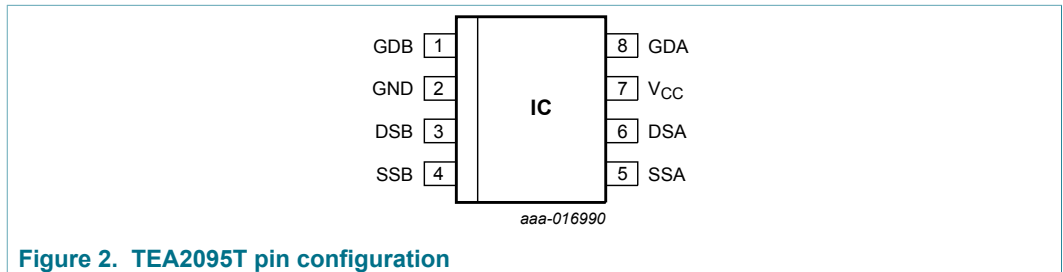 GDB 1 8 GDA
GND 2 7 VCC
IC
DSB 3 6 DSA
SSB 4 5 SSA
aaa-016990
Figure 2. TEA2095T pin configuration